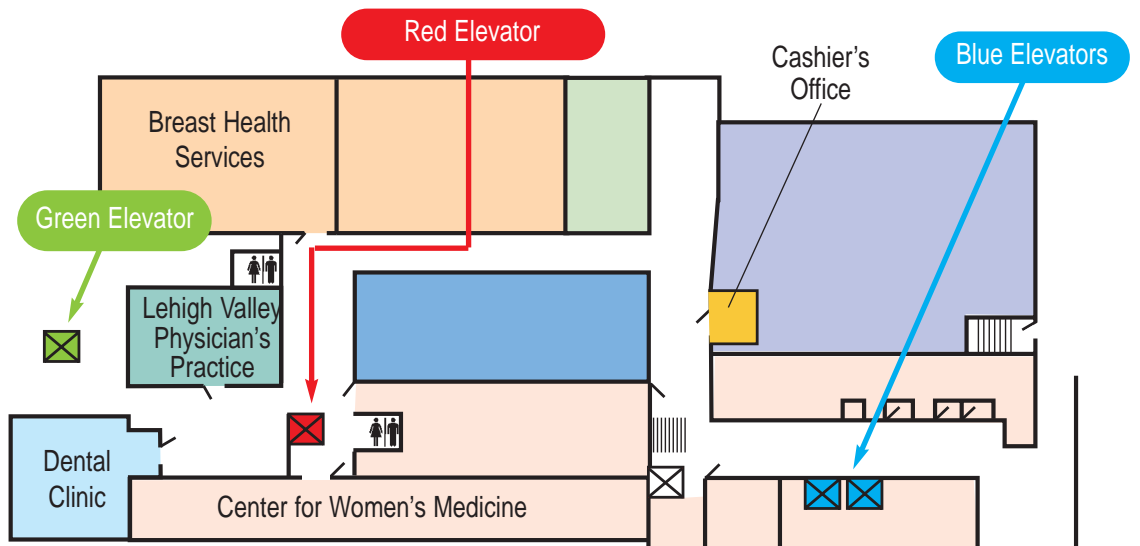 Red Elevator
Blue Elevators
Cashier's
Office
Breast Health
Services
Green Elevator
Lehigh Valley
Physician's
Practice
Dental
Clinic
Center for Women's Medicine